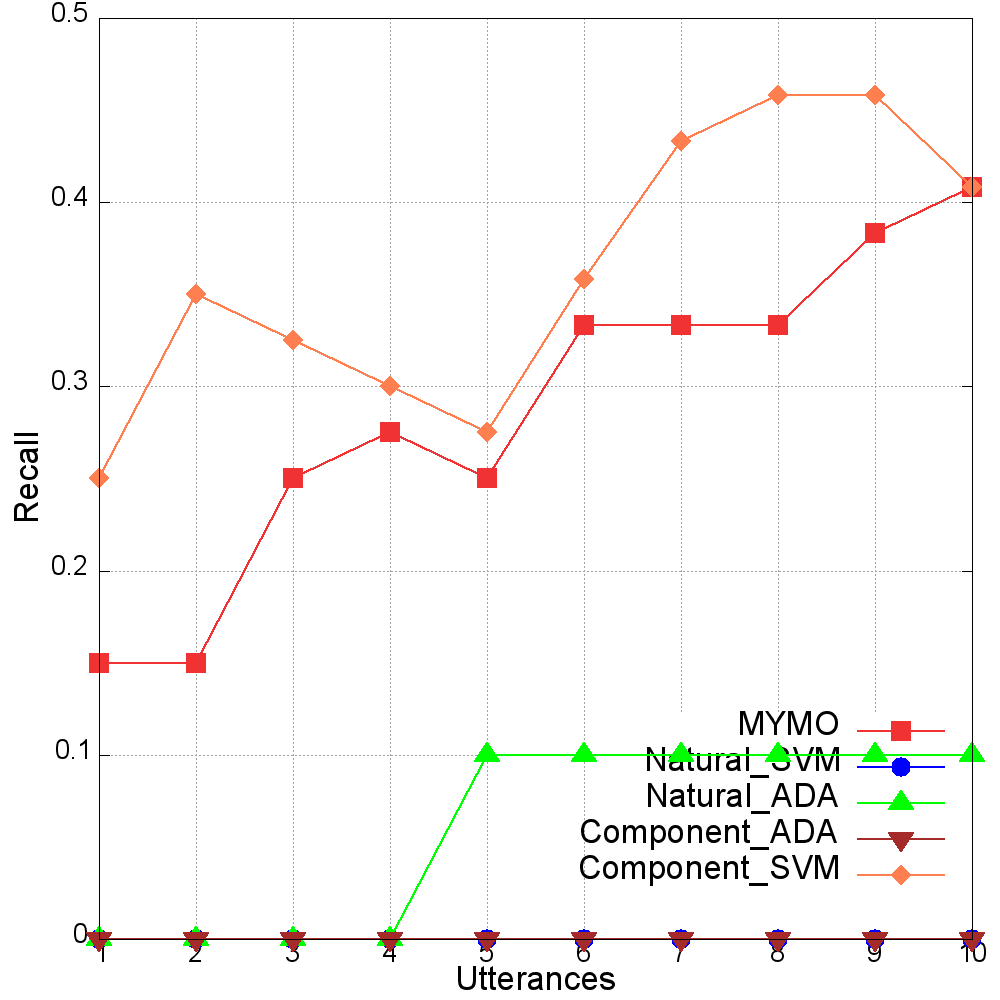 0.5
0.4
0.3
0.2
0.1
0
Recall
MYMO
Natural_SVM
Natural_ADA
Component_ADA
Component_SVM
1 2 3 4 5 6 7 8 9 10
Utterances